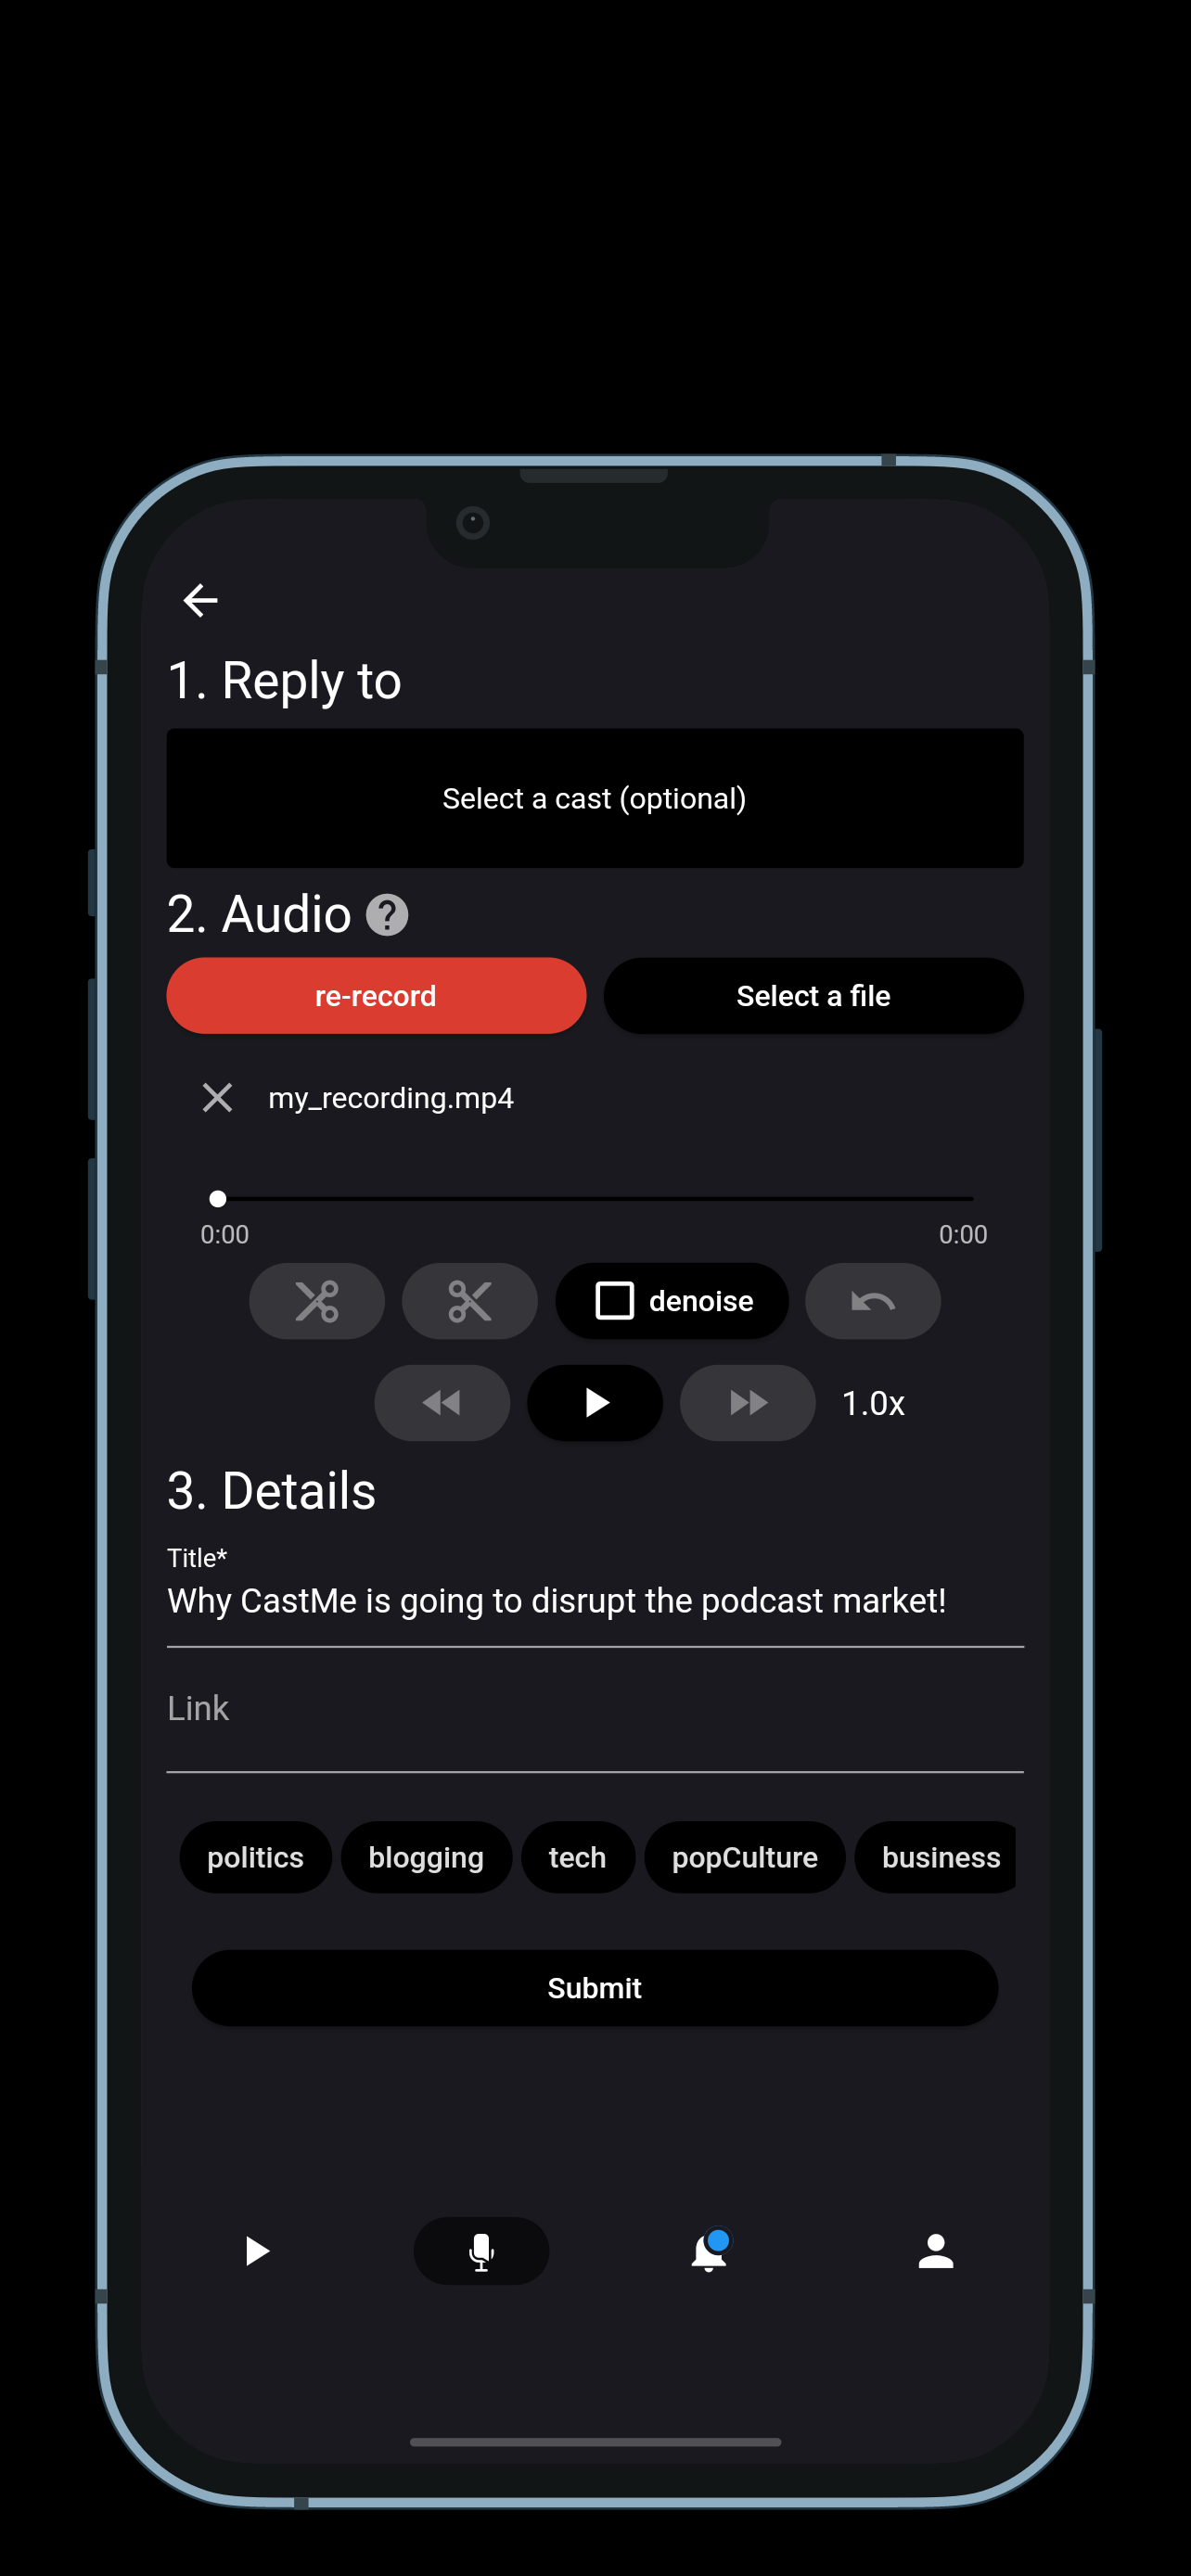 1. Reply to
Select a cast (optional)
2. Audio ?
re-record Select a file
my_recording.mp4
0:00 0:00
denoise
1.0x
3. Details
Title*
Why CastMe is going to disrupt the podcast market!
Link
politics blogging tech popCulture business
Submit